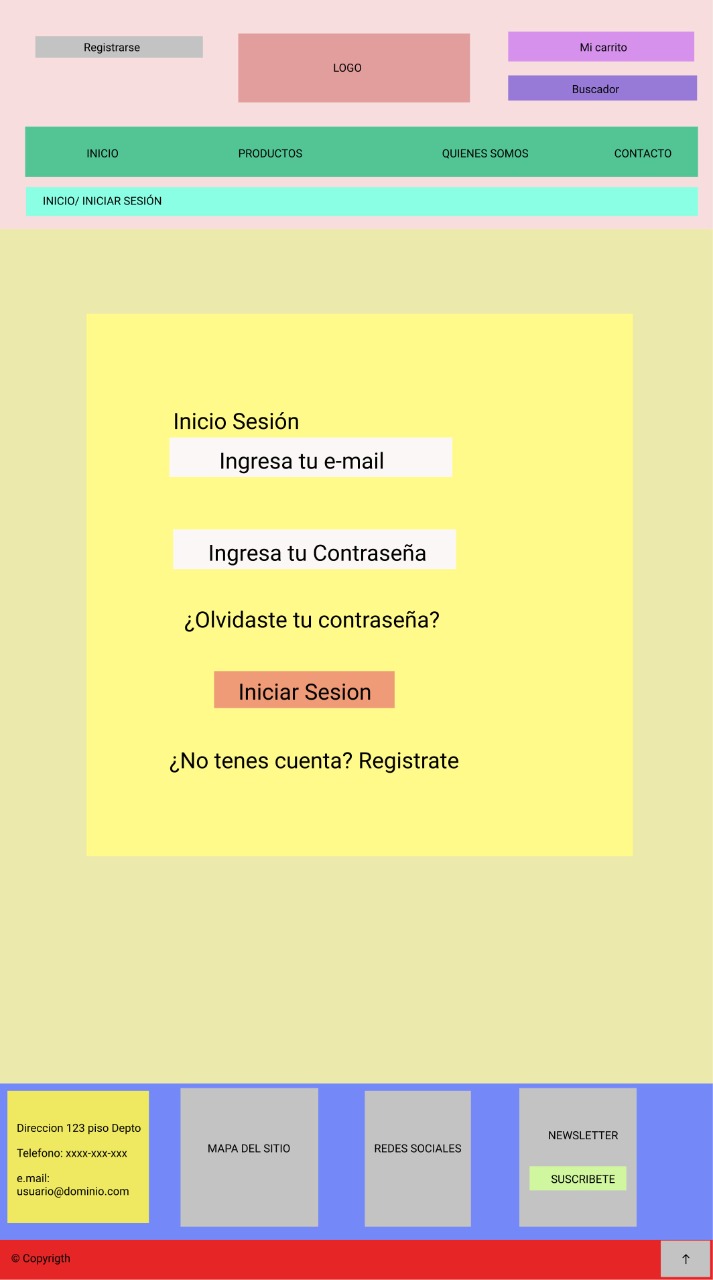 Registrarse
LOGO
Mi carrito
Buscador
INICIO PRODUCTOS QUIENES SOMOS CONTACTO
INICIO/ INICIAR SESIÓN
Inicio Sesión
Ingresa tu e-mail
Ingresa tu Contraseña
¿Olvidaste tu contraseña?
Iniciar Sesion
¿No tenes cuenta? Registrate
Direccion 123 piso Depto
Telefono: xxxx-xxx-xxx
e.mail:
usuario@dominio.com
MAPA DEL SITIO
REDES SOCIALES
NEWSLETTER
SUSCRIBETE
© Copyrigth
↑